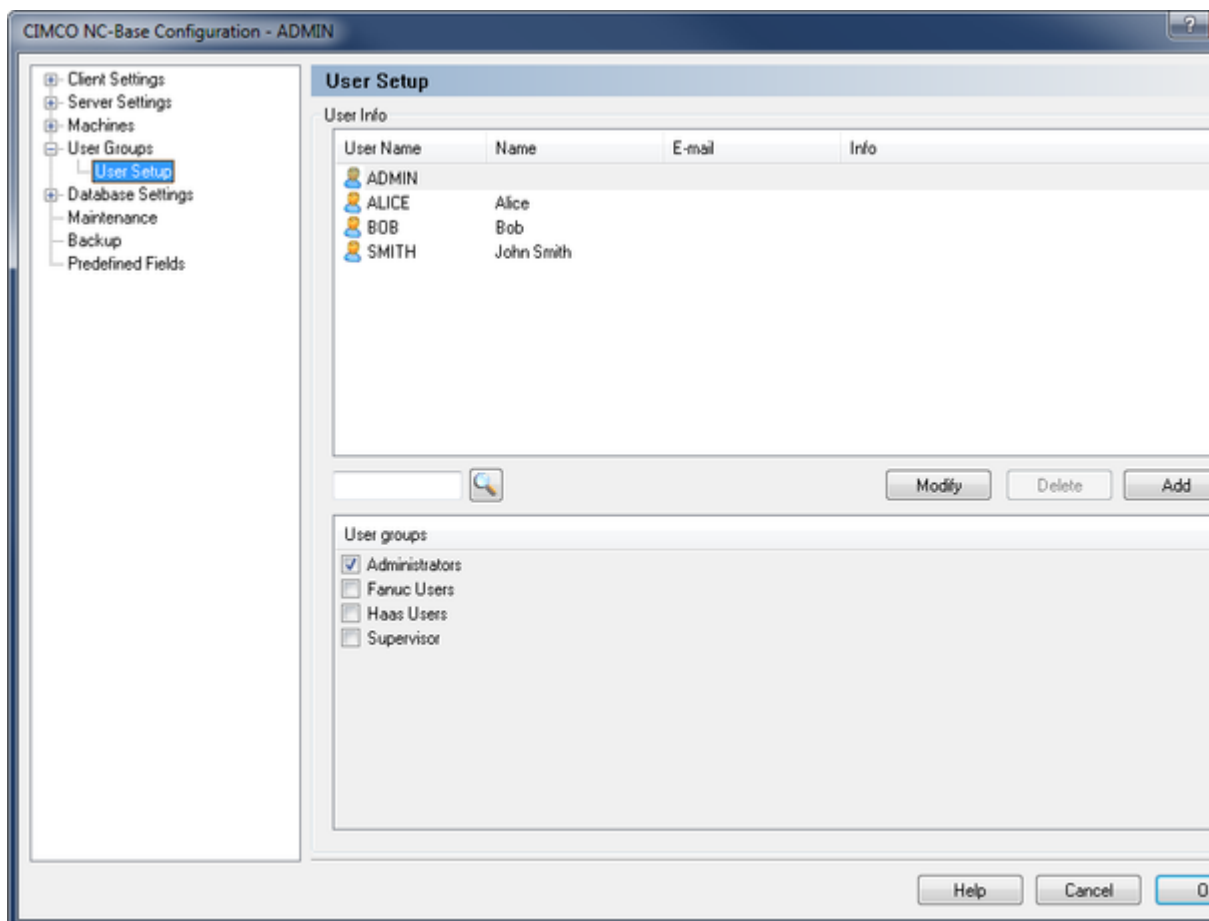 CIMCO NC-Base Configuration - ADMIN
?
Client Settings
Server Settings
Machines
User Groups
User Setup
Database Settings
Maintenance
Backup
Predefined Fields
User Setup
User Info
User Name Name E-mail Info
ADMIN
ALICE Alice
BOB Bob
SMITH John Smith
Modify Delete Add
User groups
Administrators
Fanuc Users
Haas Users
Supervisor
Help Cancel O